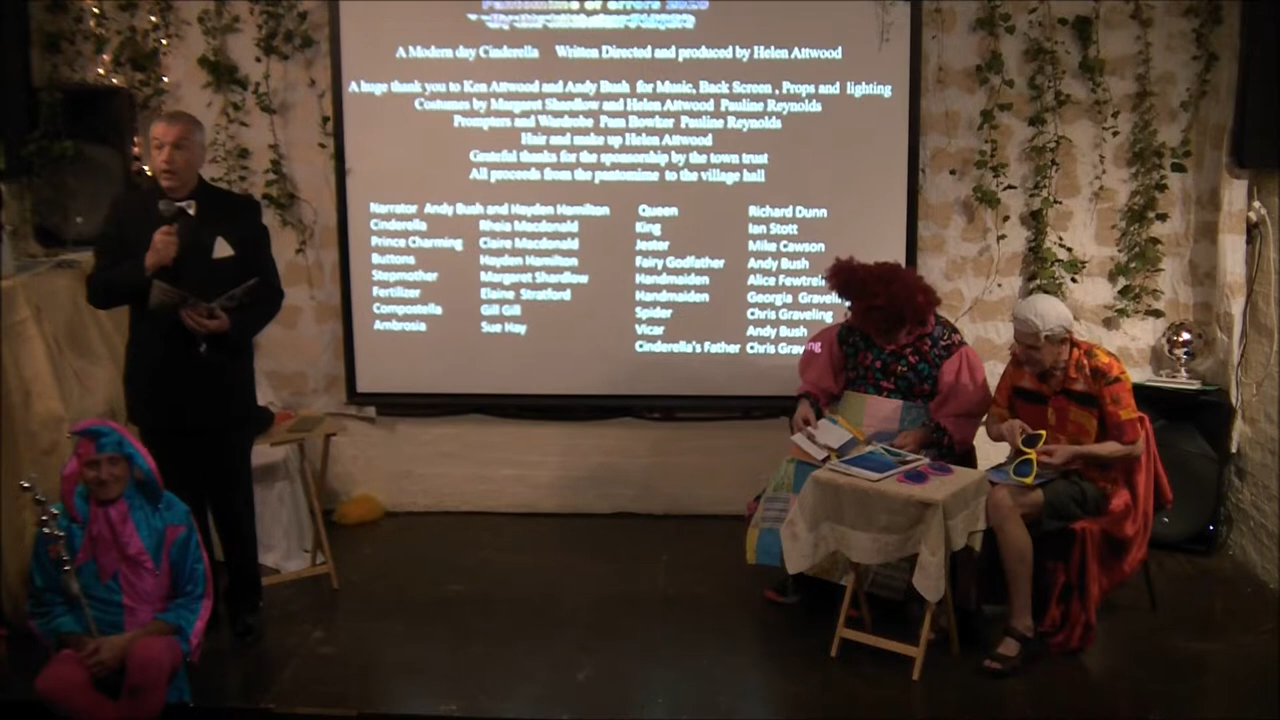 Pantomime of errors 2020
A Modern day Cinderella Written Directed and produced by Helen Attwood
A huge thank you to Ken Attwood and Andy Bush for Music, Back Screen , Props and lighting
Costumes by Margaret Shardlow and Helen Attwood Pauline Reynolds
Prompters and Wardrobe Pam Bowker Pauline Reynolds
Hair and make up Helen Attwood
Grateful thanks for the sponsorship by the town trust
All proceeds from the pantomime to the village hall
Narrator Andy Bush and Hayden Hamilton
Cinderella Rheia Macdonald
Prince Charming Claire Macdonald
Buttons Hayden Hamilton
Stepmother Margaret Shardlow
Fertilizer Elaine Stratford
Compostella Gill Gill
Ambrosia Sue Hay
Queen Richard Dunn
King Ian Stott
Jester Mike Cawson
Fairy Godfather Andy Bush
Handmaiden Alice Fewtrell
Handmaiden Georgia Graveling
Spider Chris Graveling
Vicar Andy Bush
Cinderella's Father Chris Graveling